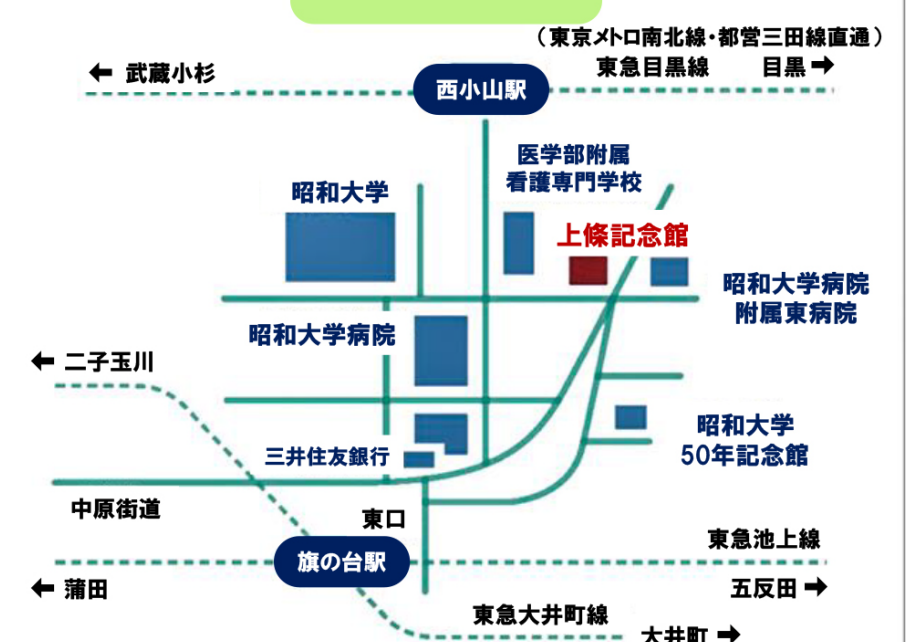 （東京メトロ南北線・都営三田線直通）
← 武蔵小杉
東急目黒線
目黒 →
西小山駅
医学部附属
看護専門学校
昭和大学
上條記念館
昭和大学病院
附属東病院
昭和大学病院
← 二子玉川
昭和大学
50年記念館
三井住友銀行
中原街道
東口
東急池上線
旗の台駅
← 蒲田
五反田 →
東急大井町線
大井町 →